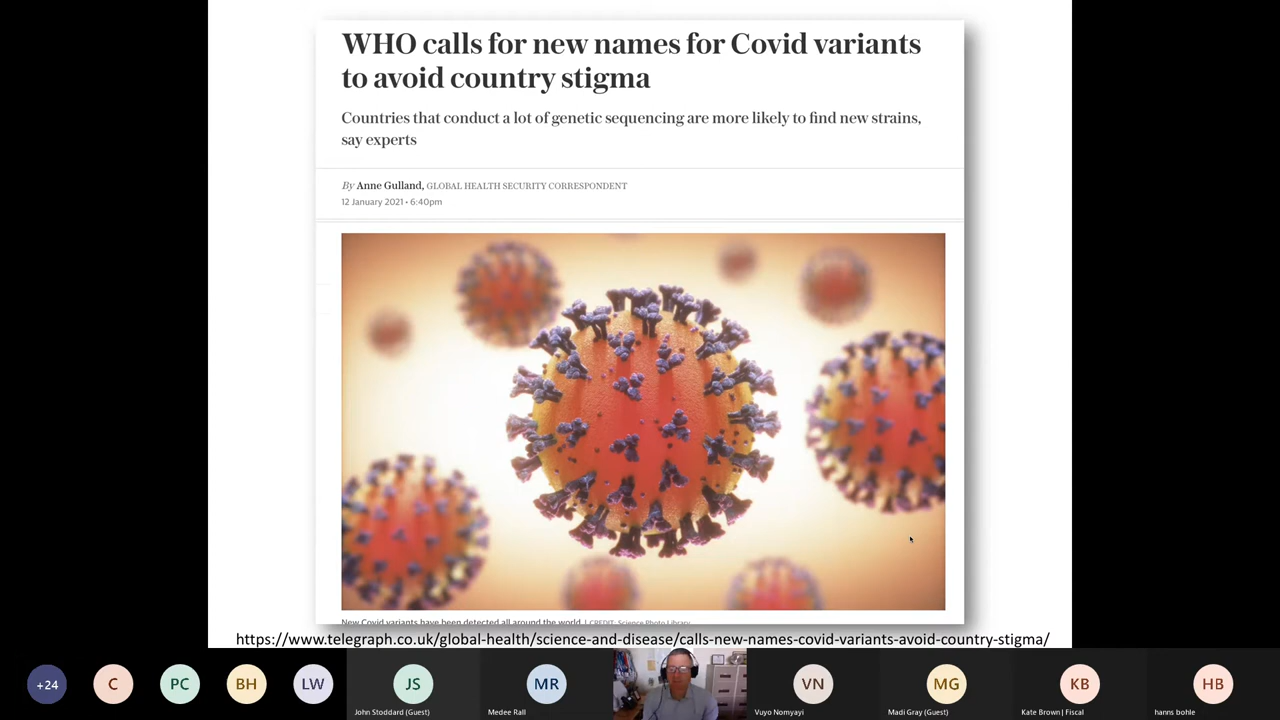 WHO calls for new names for Covid variants
to avoid country stigma
Countries that conduct a lot of genetic sequencing are more likely to find new strains,
say experts
By Anne Gulland, GLOBAL HEALTH SECURITY CORRESPONDENT
12 January 2021 • 6:40pm
New Covid variants have been detected all around the world | CREDIT: Science Photo Library
https://www.telegraph.co.uk/global-health/science-and-disease/calls-new-names-covid-variants-avoid-country-stigma/
+24
C
PC
BH
LW
JS
MR
VN
MG
KB
HB
John Stoddard (Guest)
Medee Rall
Vuyo Nomyayi
Madi Gray (Guest)
Kate Brown | Fiscal
hanns bohle